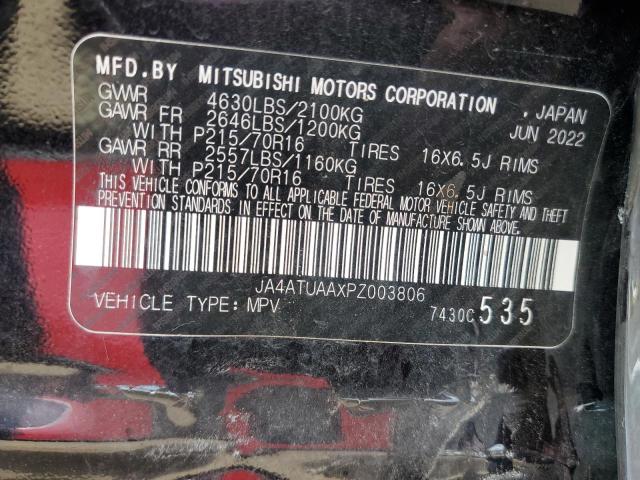 MFD.BY MITSUBISHI MOTORS CORPORATION , JAPAN
GVWR 4630LBS/2100KG JUN 2022
GAWR FR 2646LBS/1200KG
WITH P215/70R16 TIRES 16X6.5J RIMS
GAWR RR 2557LBS/1160KG
WITH P215/70R16 TIRES 16X6.5J RIMS
THIS VEHICLE CONFORMS TO ALL APPLICABLE FEDERAL MOTOR VEHICLE SAFETY AND THEFT
PREVENTION STANDARDS IN EFFECT ON THE DATE OF MANUFACTURE SHOWN ABOVE.
JA4ATUAAXPZ003806
VEHICLE TYPE: MPV 7430C 535